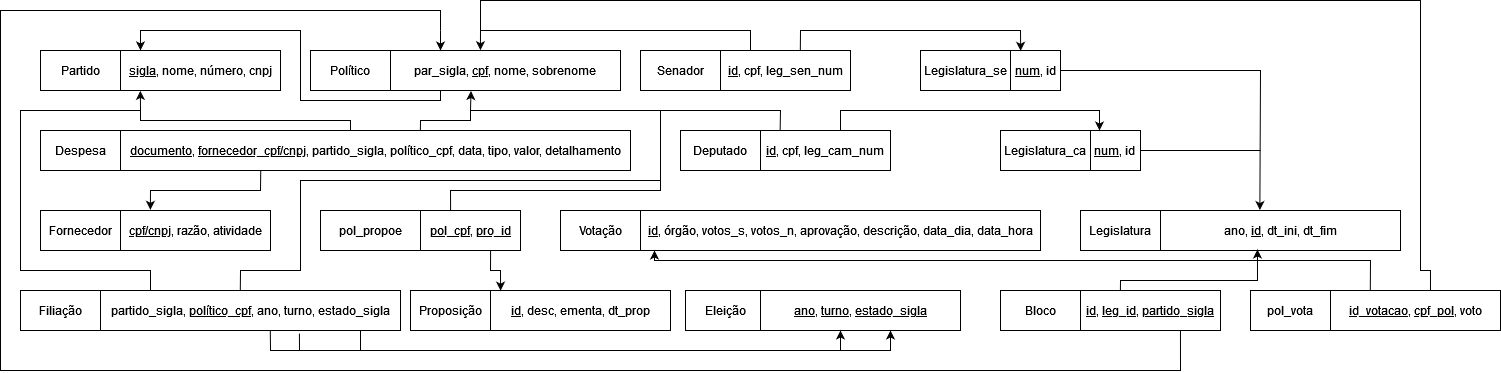 Partido sigla, nome, número, cnpj
Político par_sigla, cpf, nome, sobrenome
Senador id, cpf, leg_sen_num
Legislatura_se num, id
Despesa documento, fornecedor_cpf/cnpj, partido_sigla, político_cpf, data, tipo, valor, detalhamento
Deputado id, cpf, leg_cam_num
Legislatura_ca num, id
Fornecedor cpf/cnpj, razão, atividade
pol_propoe pol_cpf, pro_id
Votação id, órgão, votos_s, votos_n, aprovação, descrição, data_dia, data_hora
Legislatura ano, id, dt_ini, dt_fim
Filiação partido_sigla, político_cpf, ano, turno, estado_sigla
Proposição id, desc, ementa, dt_prop
Eleição ano, turno, estado_sigla
Bloco id, leg_id, partido_sigla
pol_vota id_votacao, cpf_pol, voto